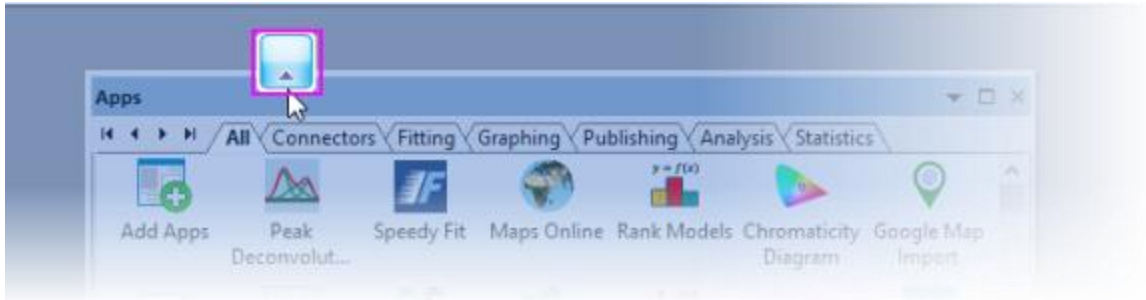 Apps
All Connectors Fitting Graphing Publishing Analysis Statistics
y = f(x)
Add Apps Peak Speedy Fit Maps Online Rank Models Chromaticity Google Map
Deconvolut... Diagram Import